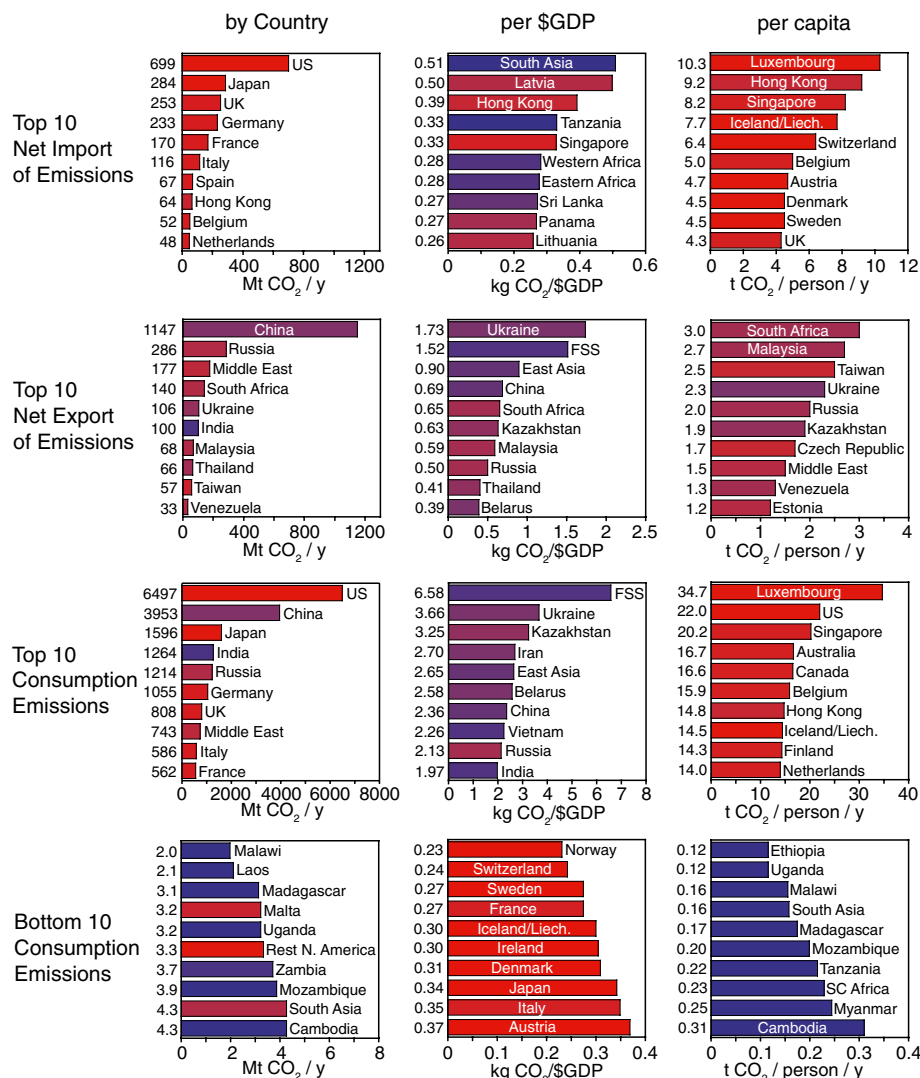 by Country
per $GDP
per capita
Top 10
Net Import
of Emissions
699 US
284 Japan
253 UK
233 Germany
170 France
116 Italy
67 Spain
64 Hong Kong
52 Belgium
48 Netherlands
0 400 800 1200
Mt CO2 / y
0.51 South Asia
0.50 Latvia
0.39 Hong Kong
0.33 Tanzania
0.33 Singapore
0.28 Western Africa
0.28 Eastern Africa
0.27 Sri Lanka
0.27 Panama
0.26 Lithuania
0 0.2 0.4 0.6
kg CO2/$GDP
10.3 Luxembourg
9.2 Hong Kong
8.2 Singapore
7.7 Iceland/Liech.
6.4 Switzerland
5.0 Belgium
4.7 Austria
4.5 Denmark
4.5 Sweden
4.3 UK
0 2 4 6 8 10 12
t CO2 / person / y
Top 10
Net Export
of Emissions
1147 China
286 Russia
177 Middle East
140 South Africa
106 Ukraine
100 India
68 Malaysia
66 Thailand
57 Taiwan
33 Venezuela
0 400 800 1200
Mt CO2 / y
1.73 Ukraine
1.52 FSS
0.90 East Asia
0.69 China
0.65 South Africa
0.63 Kazakhstan
0.59 Malaysia
0.50 Russia
0.41 Thailand
0.39 Belarus
0 0.5 1 1.5 2 2.5
kg CO2/$GDP
3.0 South Africa
2.7 Malaysia
2.5 Taiwan
2.3 Ukraine
2.0 Russia
1.9 Kazakhstan
1.7 Czech Republic
1.5 Middle East
1.3 Venezuela
1.2 Estonia
0 1 2 3 4
t CO2 / person / y
Top 10
Consumption
Emissions
6497 US
3953 China
1596 Japan
1264 India
1214 Russia
1055 Germany
808 UK
743 Middle East
586 Italy
562 France
0 2000 4000 6000 8000
Mt CO2 / y
6.58 FSS
3.66 Ukraine
3.25 Kazakhstan
2.70 Iran
2.65 East Asia
2.58 Belarus
2.36 China
2.26 Vietnam
2.13 Russia
1.97 India
0 1 2 3 4 5 6 7 8
kg CO2/$GDP
34.7 Luxembourg
22.0 US
20.2 Singapore
16.7 Australia
16.6 Canada
15.9 Belgium
14.8 Hong Kong
14.5 Iceland/Liech.
14.3 Finland
14.0 Netherlands
0 10 20 30 40
t CO2 / person / y
Bottom 10
Consumption
Emissions
2.0 Malawi
2.1 Laos
3.1 Madagascar
3.2 Malta
3.2 Uganda
3.3 Rest N. America
3.7 Zambia
3.9 Mozambique
4.3 South Asia
4.3 Cambodia
0 2 4 6 8
Mt CO2 / y
0.23 Norway
0.24 Switzerland
0.27 Sweden
0.27 France
0.30 Iceland/Liech.
0.30 Ireland
0.31 Denmark
0.34 Japan
0.35 Italy
0.37 Austria
0 0.1 0.2 0.3 0.4
kg CO2/$GDP
0.12 Ethiopia
0.12 Uganda
0.16 Malawi
0.16 South Asia
0.17 Madagascar
0.20 Mozambique
0.22 Tanzania
0.23 SC Africa
0.25 Myanmar
0.31 Cambodia
0 0.1 0.2 0.3 0.4
t CO2 / person / y